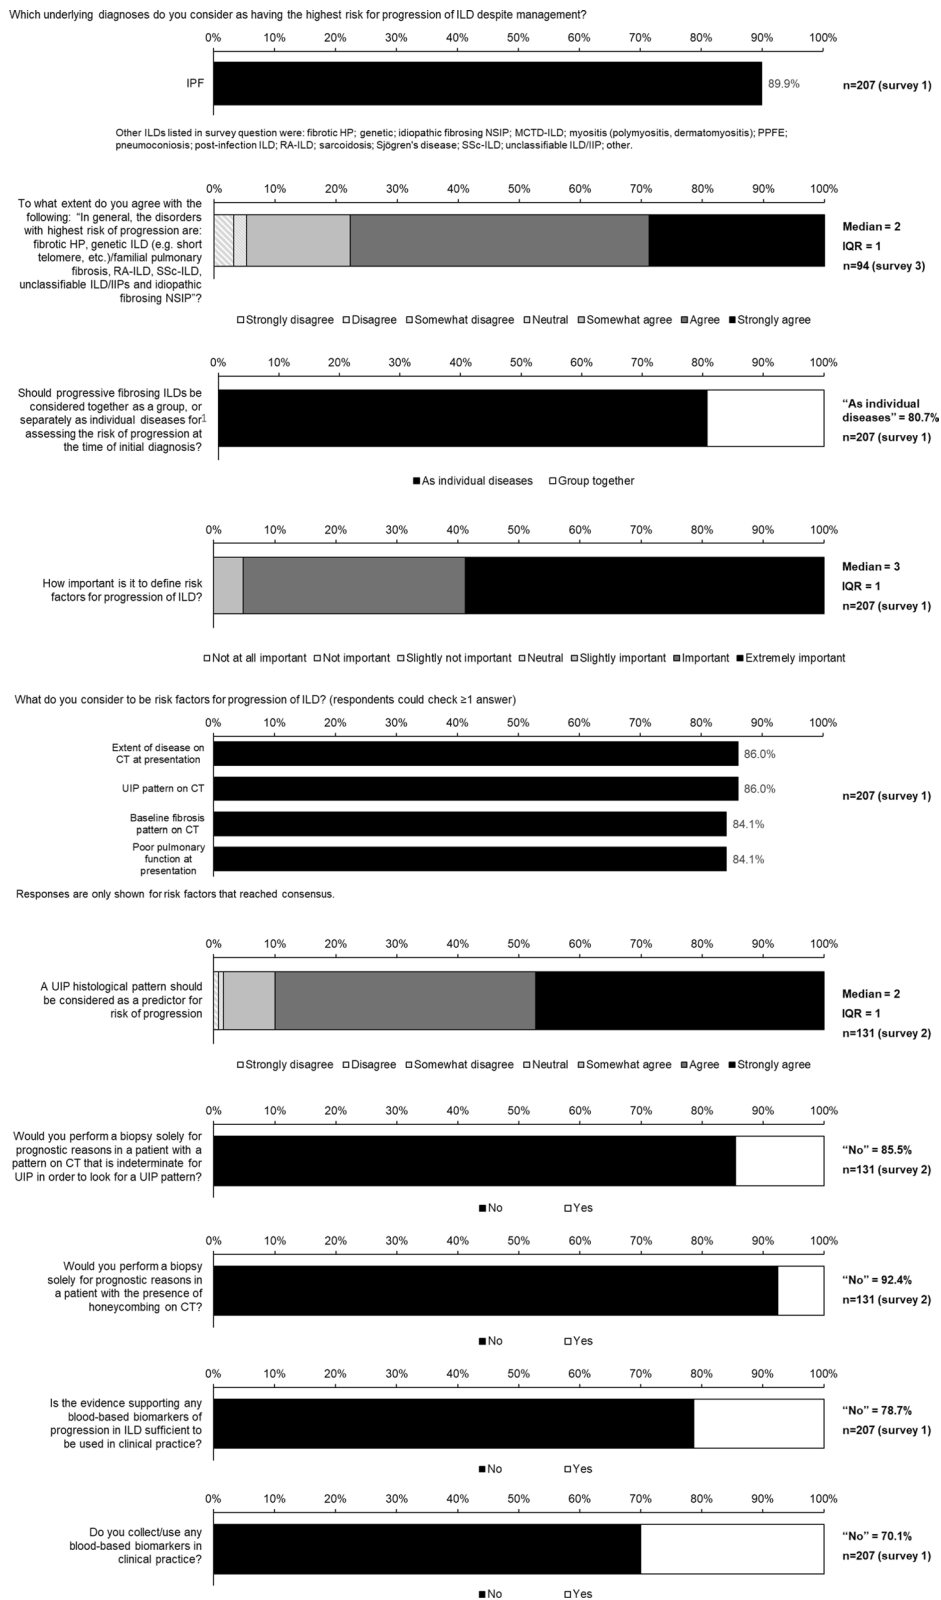 Which underlying diagnoses do you consider as having the highest risk for progression of ILD despite management?
0% 10% 20% 30% 40% 50% 60% 70% 80% 90% 100%
IPF
89.9%
n=207 (survey 1)
Other ILDs listed in survey question were: fibrotic HP; genetic; idiopathic fibrosing NSIP; MCTD-ILD; myositis (polymyositis, dermatomyositis); PPFE;
pneumoconiosis; post-infection ILD; RA-ILD; sarcoidosis; Sjögren's disease; SSc-ILD; unclassifiable ILD/IIP; other.
0% 10% 20% 30% 40% 50% 60% 70% 80% 90% 100%
To what extent do you agree with the
following: "In general, the disorders
with highest risk of progression are:
fibrotic HP, genetic ILD (e.g. short
telomere, etc.)/familial pulmonary
fibrosis, RA-ILD, SSc-ILD,
unclassifiable ILD/IIPs and idiopathic
fibrosing NSIP"?
Median = 2
IQR = 1
n=94 (survey 3)
Strongly disagree Disagree Somewhat disagree Neutral Somewhat agree Agree Strongly agree
0% 10% 20% 30% 40% 50% 60% 70% 80% 90% 100%
Should progressive fibrosing ILDs be
considered together as a group, or
separately as individual diseases for1
assessing the risk of progression at
the time of initial diagnosis?
"As individual
diseases" = 80.7%
n=207 (survey 1)
As individual diseases Group together
0% 10% 20% 30% 40% 50% 60% 70% 80% 90% 100%
How important is it to define risk
factors for progression of ILD?
Median = 3
IQR = 1
n=207 (survey 1)
Not at all important Not important Slightly not important Neutral Slightly important Important Extremely important
What do you consider to be risk factors for progression of ILD? (respondents could check ≥1 answer)
0% 10% 20% 30% 40% 50% 60% 70% 80% 90% 100%
Extent of disease on
CT at presentation
86.0%
UIP pattern on CT
86.0%
n=207 (survey 1)
Baseline fibrosis
pattern on CT
84.1%
Poor pulmonary
function at
presentation
84.1%
Responses are only shown for risk factors that reached consensus.
0% 10% 20% 30% 40% 50% 60% 70% 80% 90% 100%
A UIP histological pattern should
be considered as a predictor for
risk of progression
Median = 2
IQR = 1
n=131 (survey 2)
Strongly disagree Disagree Somewhat disagree Neutral Somewhat agree Agree Strongly agree
0% 10% 20% 30% 40% 50% 60% 70% 80% 90% 100%
Would you perform a biopsy solely for
prognostic reasons in a patient with a
pattern on CT that is indeterminate for
UIP in order to look for a UIP pattern?
"No" = 85.5%
n=131 (survey 2)
No Yes
0% 10% 20% 30% 40% 50% 60% 70% 80% 90% 100%
Would you perform a biopsy
solely for prognostic reasons in
a patient with the presence of
honeycombing on CT?
"No" = 92.4%
n=131 (survey 2)
No Yes
0% 10% 20% 30% 40% 50% 60% 70% 80% 90% 100%
Is the evidence supporting any
blood-based biomarkers of
progression in ILD sufficient to
be used in clinical practice?
"No" = 78.7%
n=207 (survey 1)
No Yes
0% 10% 20% 30% 40% 50% 60% 70% 80% 90% 100%
Do you collect/use any
blood-based biomarkers in
clinical practice?
"No" = 70.1%
n=207 (survey 1)
No Yes